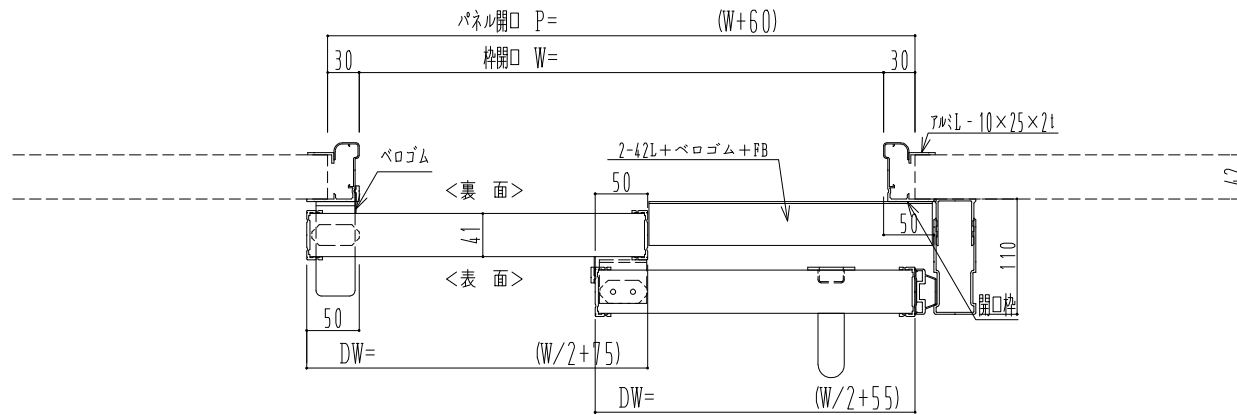 パネル開口 P= (W+60)
30 枠開口 W= 30
アルミL-10×25×2t
ベロゴム
2-42L+ベロゴム+FB
42
<裏 面>
50
50
41
110
<表 面>
開口枠
50
DW= (W/2+75)
DW= (W/2+55)